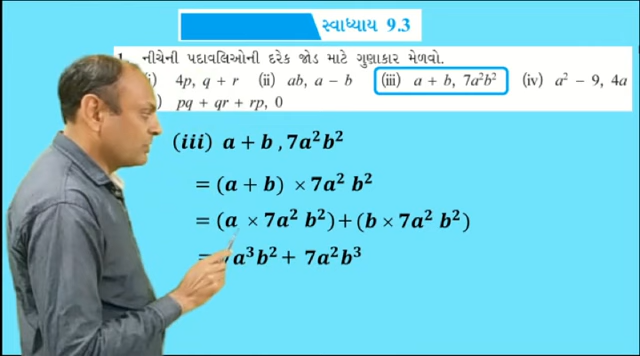 સ્વાધ્યાય 9.3
1. નીચેની પદાવલિઓની દરેક જોડ માટે ગુણાકાર મેળવો.
) 4p, q + r (ii) ab, a − b (iii) a + b, 7a²b² (iv) a² − 9, 4a
) pq + qr + rp, 0
(iii) a + b , 7a²b²
= (a + b) × 7a² b²
= (a × 7a² b²) + (b × 7a² b²)
= a³b² + 7a²b³